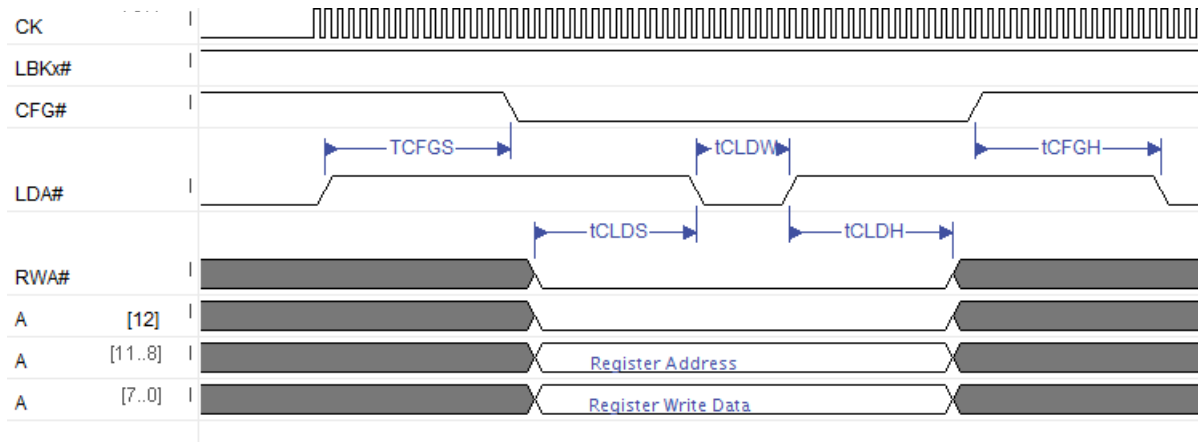 CK
LBKx#
CFG#
TCFGS tCLDW tCFGH
LDA#
tCLDS tCLDH
RWA#
A [12]
A [11..8] Register Address
A [7..0] Register Write Data